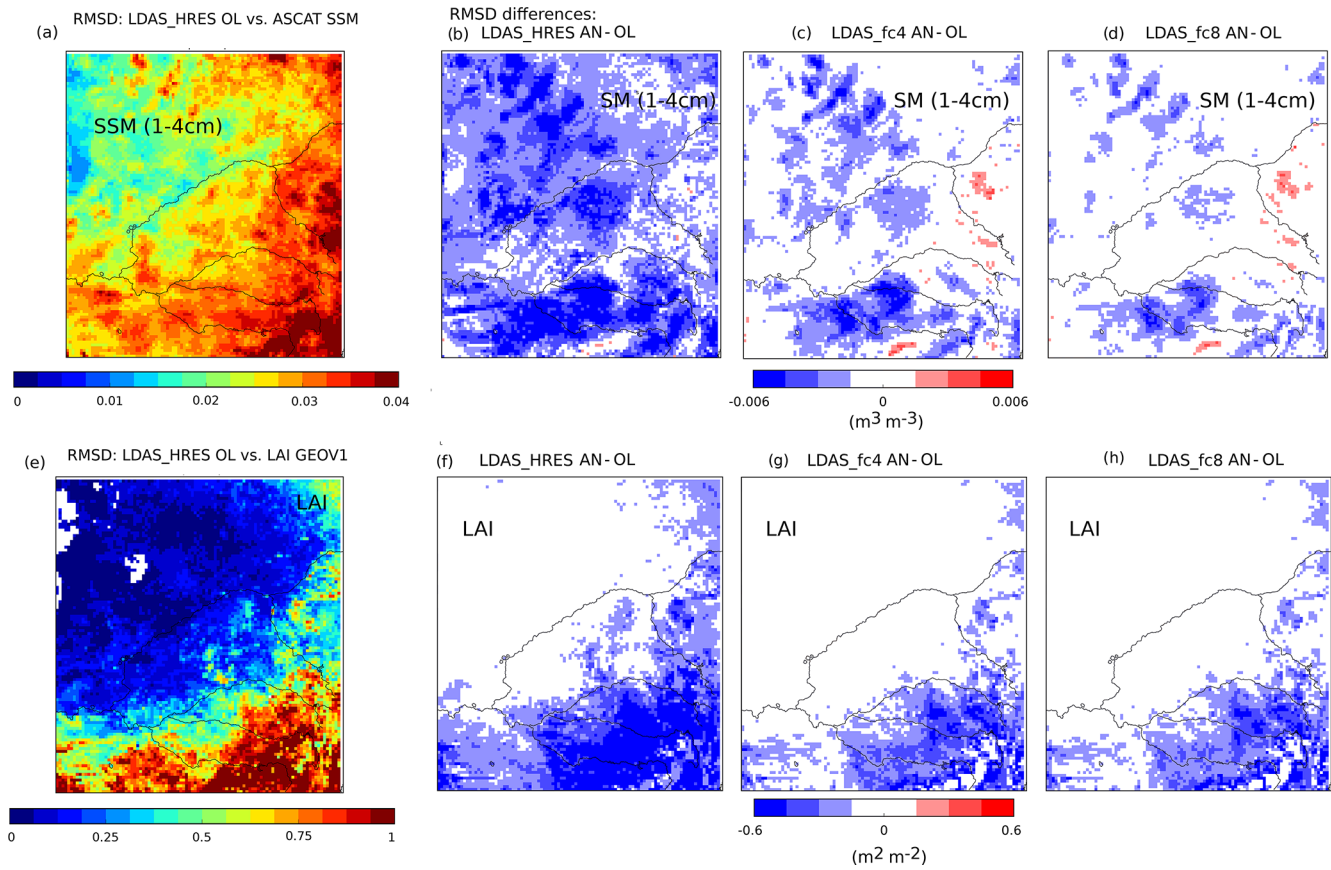 RMSD: LDAS_HRES OL vs. ASCAT SSM
(a)
SSM (1-4cm)
0 0.01 0.02 0.03 0.04
RMSD differences:
(b) LDAS_HRES AN-OL
SM (1-4cm)
(c) LDAS_fc4 AN-OL
SM (1-4cm)
(d) LDAS_fc8 AN-OL
SM (1-4cm)
-0.006 0 0.006
(m3 m-3)
RMSD: LDAS_HRES OL vs. LAI GEOV1
(e)
LAI
0 0.25 0.5 0.75 1
(f) LDAS_HRES AN-OL
LAI
(g) LDAS_fc4 AN-OL
LAI
(h) LDAS_fc8 AN-OL
LAI
-0.6 0 0.6
(m2 m-2)